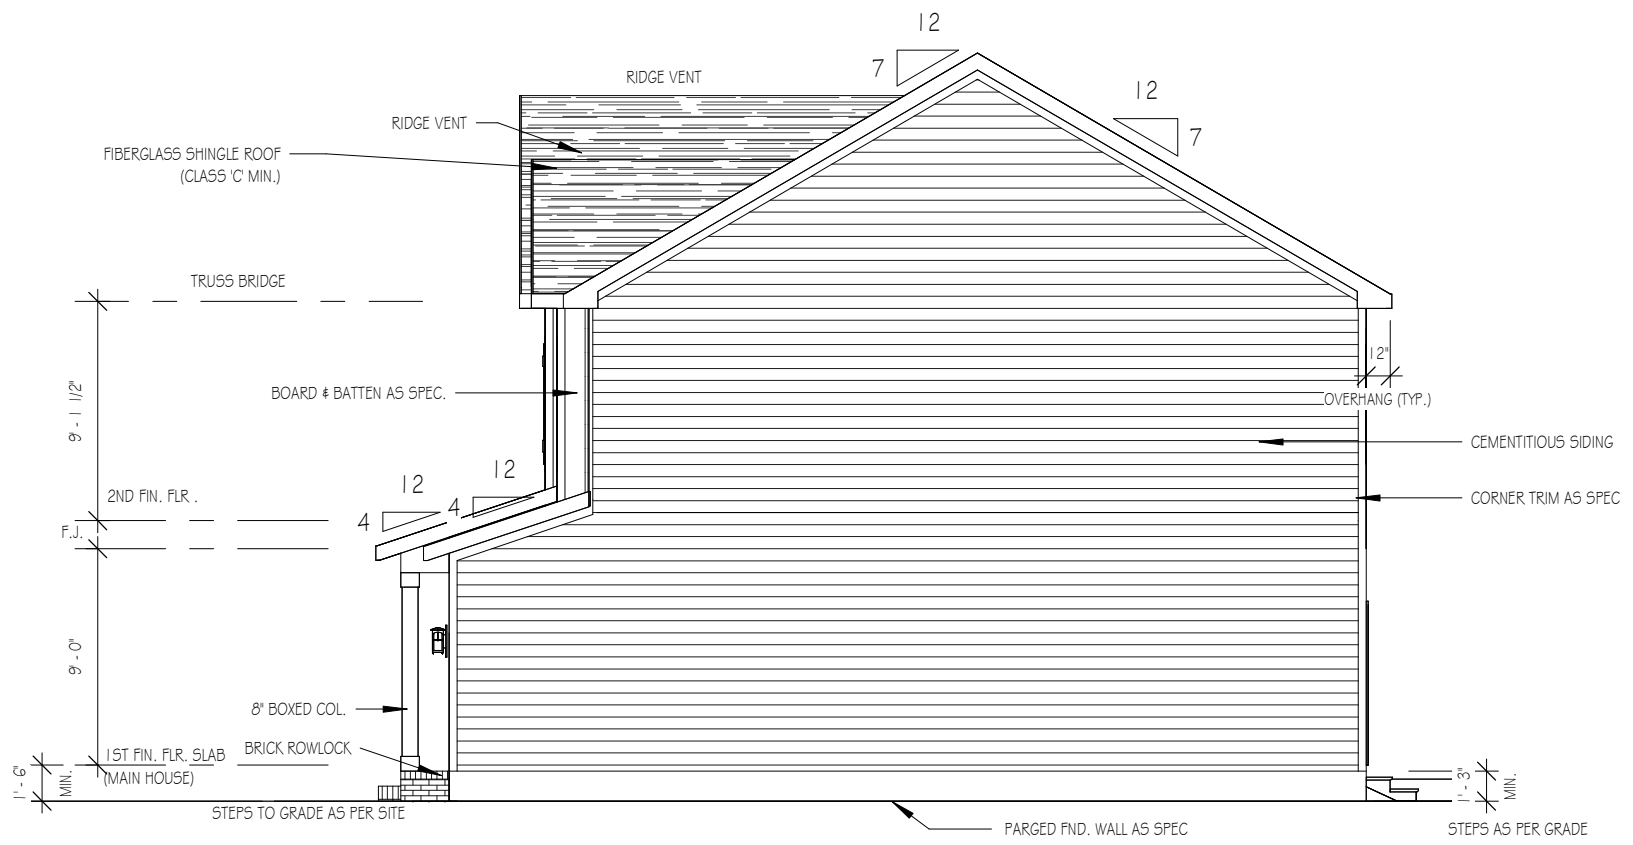 12
7
RIDGE VENT
12
7
RIDGE VENT
FIBERGLASS SHINGLE ROOF
(CLASS 'C' MIN.)
TRUSS BRIDGE
12"
OVERHANG (TYP.)
9' - 1 1/2"
BOARD & BATTEN AS SPEC.
CEMENTITIOUS SIDING
12
12
4
4
2ND FIN. FLR .
CORNER TRIM AS SPEC
F.J.
9' - 0"
8" BOXED COL.
BRICK ROWLOCK
1ST FIN. FLR. SLAB
(MAIN HOUSE)
1' - 6"
MIN.
1' - 3"
MIN.
STEPS TO GRADE AS PER SITE
PARGED FND. WALL AS SPEC
STEPS AS PER GRADE